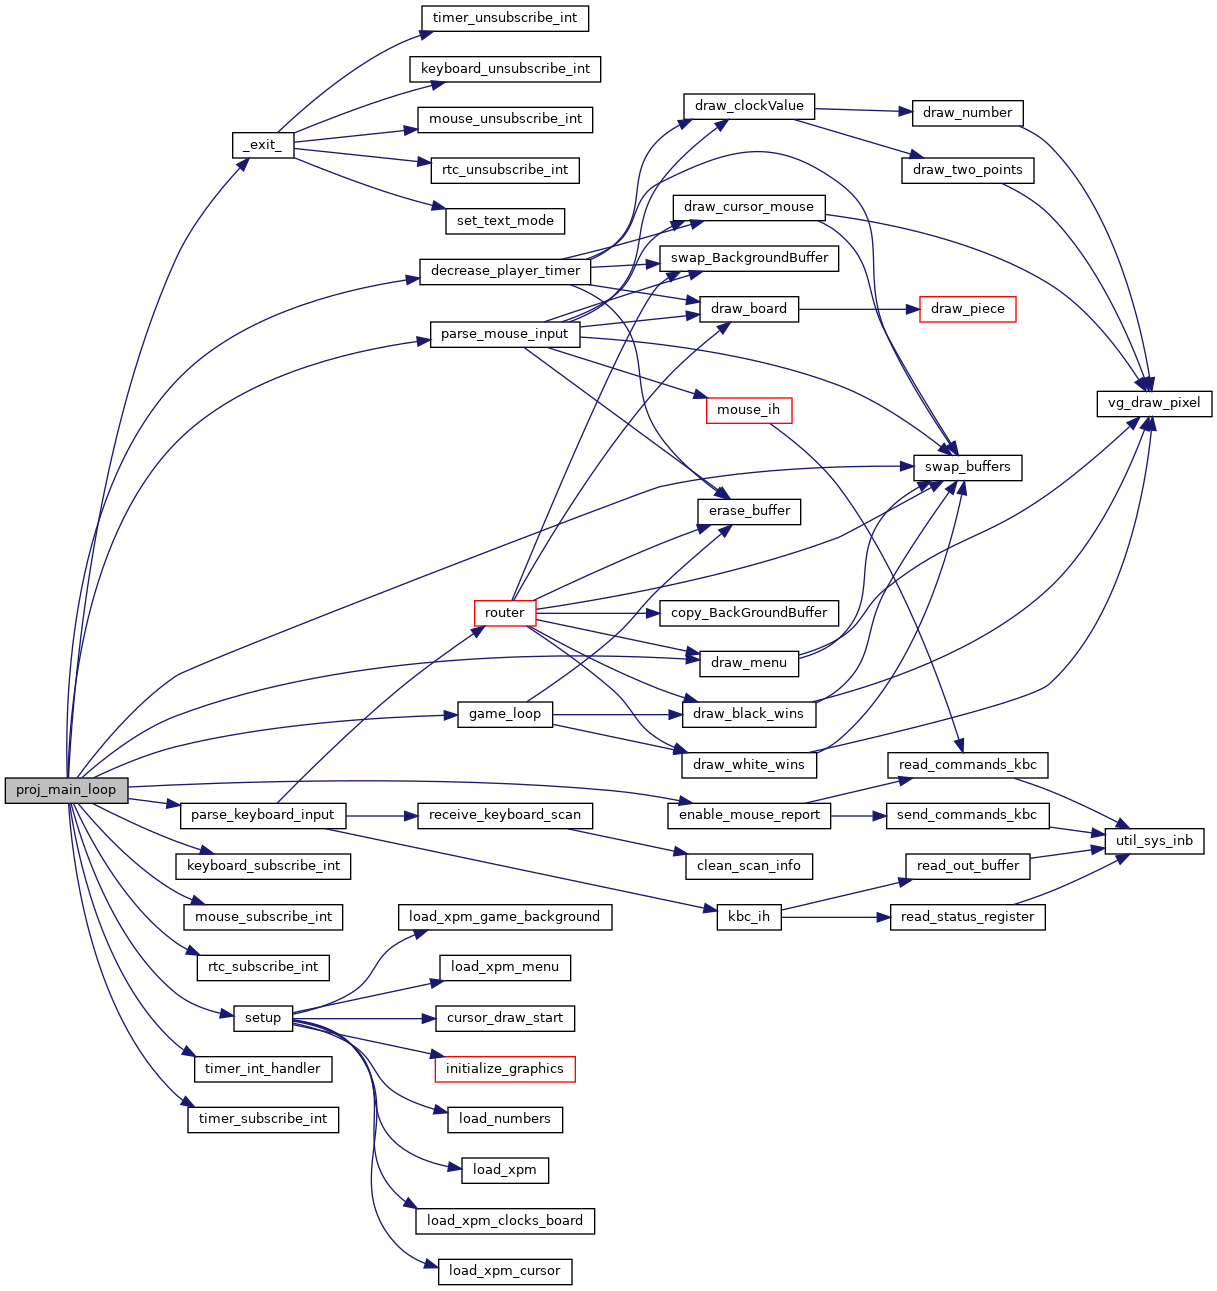 timer_unsubscribe_int
keyboard_unsubscribe_int
mouse_unsubscribe_int
_exit_
rtc_unsubscribe_int
set_text_mode
draw_clockValue
draw_number
draw_two_points
draw_cursor_mouse
swap_BackgroundBuffer
decrease_player_timer
draw_board
draw_piece
parse_mouse_input
mouse_ih
vg_draw_pixel
swap_buffers
erase_buffer
router
copy_BackGroundBuffer
draw_menu
game_loop
draw_black_wins
draw_white_wins
read_commands_kbc
proj_main_loop
parse_keyboard_input
receive_keyboard_scan
enable_mouse_report
send_commands_kbc
util_sys_inb
keyboard_subscribe_int
clean_scan_info
read_out_buffer
mouse_subscribe_int
load_xpm_game_background
kbc_ih
read_status_register
rtc_subscribe_int
load_xpm_menu
setup
cursor_draw_start
timer_int_handler
initialize_graphics
timer_subscribe_int
load_numbers
load_xpm
load_xpm_clocks_board
load_xpm_cursor